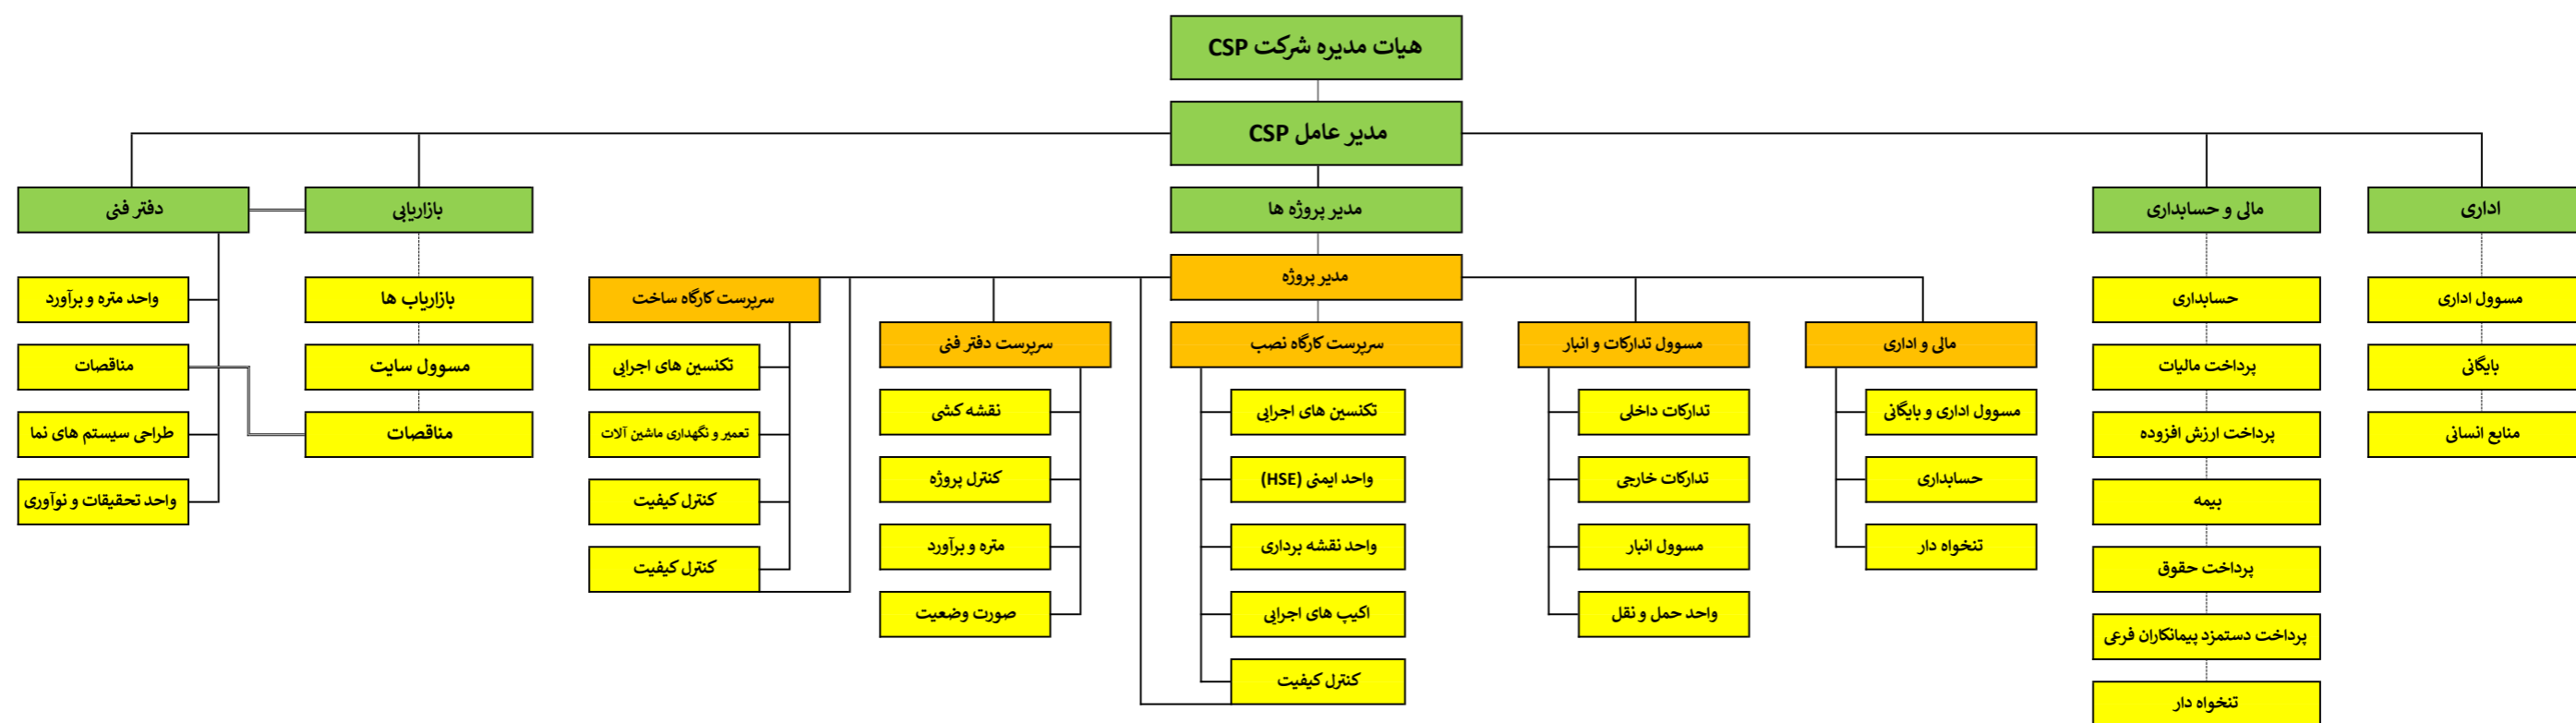 هیات مدیره شرکت CSP
مدیر عامل CSP
اداری
مالی و حسابداری
مدیر پروژه ها
بازاریابی
دفتر فنی
مسوول اداری
بایگانی
منابع انسانی
حسابداری
پرداخت مالیات
پرداخت ارزش افزوده
بیمه
پرداخت حقوق
پرداخت دستمزد پیمانکاران فرعی
تنخواه دار
مدیر پروژه
مالی و اداری
مسوول اداری و بایگانی
حسابداری
تنخواه دار
مسوول تدارکات و انبار
تدارکات داخلی
تدارکات خارجی
مسوول انبار
واحد حمل و نقل
سرپرست کارگاه نصب
تکنسین های اجرایی
واحد ایمنی (HSE)
واحد نقشه برداری
اکیپ های اجرایی
کنترل کیفیت
سرپرست دفتر فنی
نقشه کشی
کنترل پروژه
متره و برآورد
صورت وضعیت
سرپرست کارگاه ساخت
تکنسین های اجرایی
تعمیر و نگهداری ماشین آلات
کنترل کیفیت
کنترل کیفیت
بازاریاب ها
مسوول سایت
مناقصات
واحد متره و برآورد
مناقصات
طراحی سیستم های نما
واحد تحقیقات و نوآوری